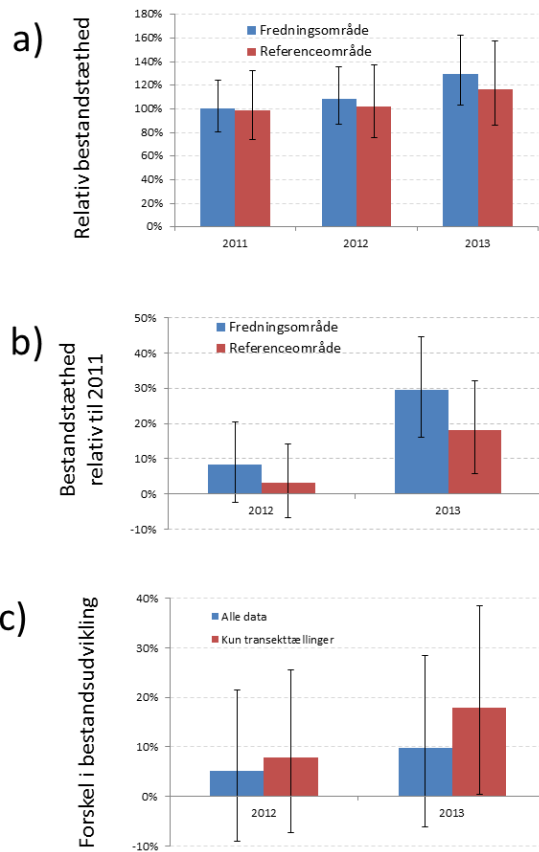 a)
Relativ bestandstæthed
180%
160%
140%
120%
100%
80%
60%
40%
20%
0%
Fredningsområde
Referenceområde
2011
2012
2013
b)
Bestandstæthed
relativ til 2011
50%
40%
30%
20%
10%
0%
-10%
Fredningsområde
Referenceområde
2012
2013
c)
Forskel i bestandsudvikling
40%
30%
20%
10%
0%
-10%
Alle data
Kun transekttællinger
2012
2013